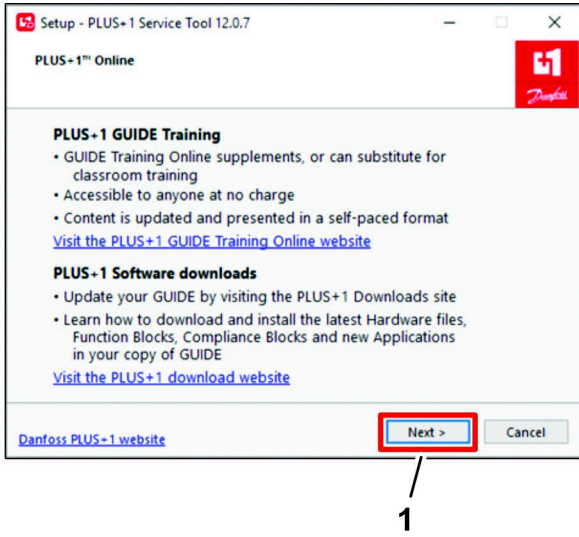 Setup - PLUS+1 Service Tool 12.0.7
PLUS+1™ Online
Danfoss
PLUS+1 GUIDE Training
• GUIDE Training Online supplements, or can substitute for
classroom training
• Accessible to anyone at no charge
• Content is updated and presented in a self-paced format
Visit the PLUS+1 GUIDE Training Online website
PLUS+1 Software downloads
• Update your GUIDE by visiting the PLUS+1 Downloads site
• Learn how to download and install the latest Hardware files,
Function Blocks, Compliance Blocks and new Applications
in your copy of GUIDE
Visit the PLUS+1 download website
Danfoss PLUS+1 website
Next >
Cancel
1